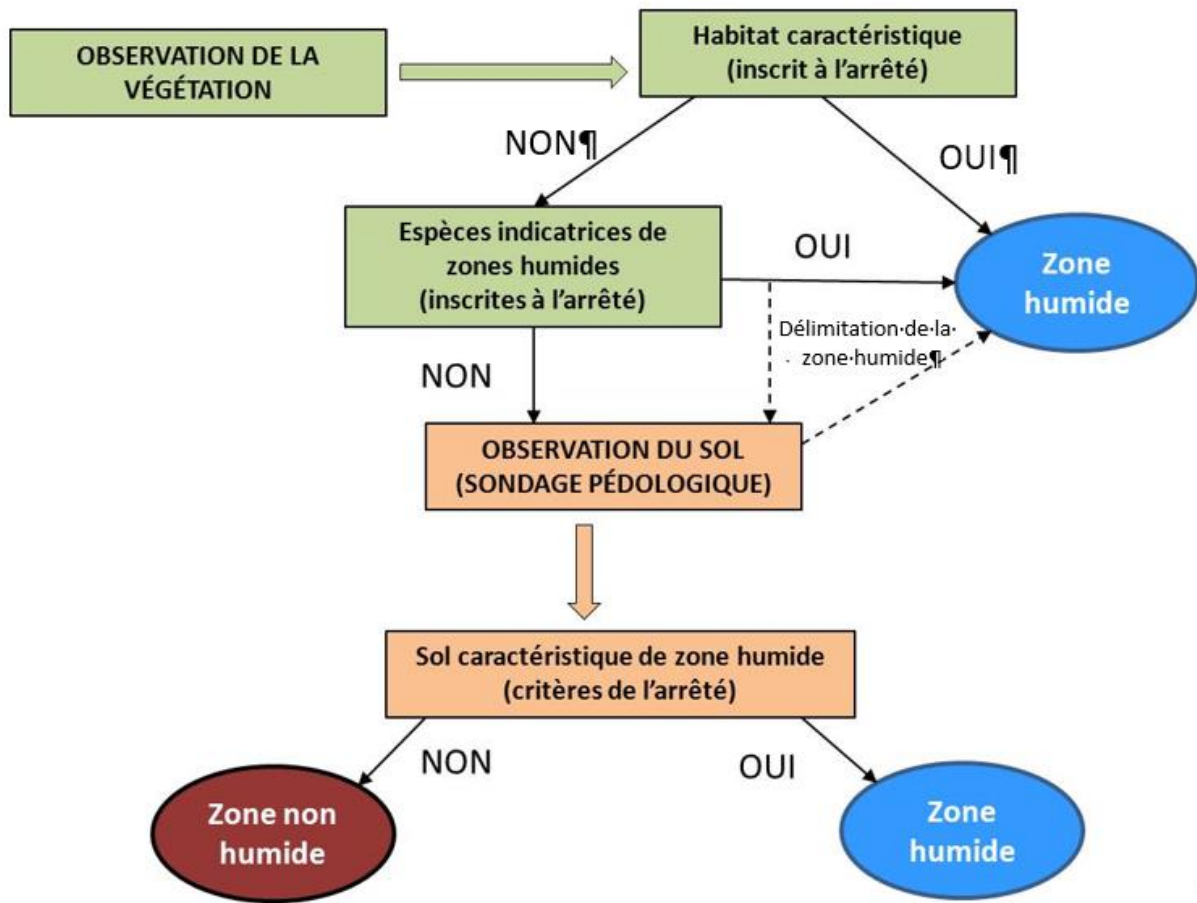 OBSERVATION DE LA
VÉGÉTATION
Habitat caractéristique
(inscrit à l'arrêté)
NON¶
OUI¶
Espèces indicatrices de
zones humides
(inscrites à l'arrêté)
OUI
Zone
humide
Délimitation·de·la·
· zone·humide¶
NON
OBSERVATION DU SOL
(SONDAGE PÉDOLOGIQUE)
Sol caractéristique de zone humide
(critères de l'arrêté)
NON
OUI
Zone non
humide
Zone
humide